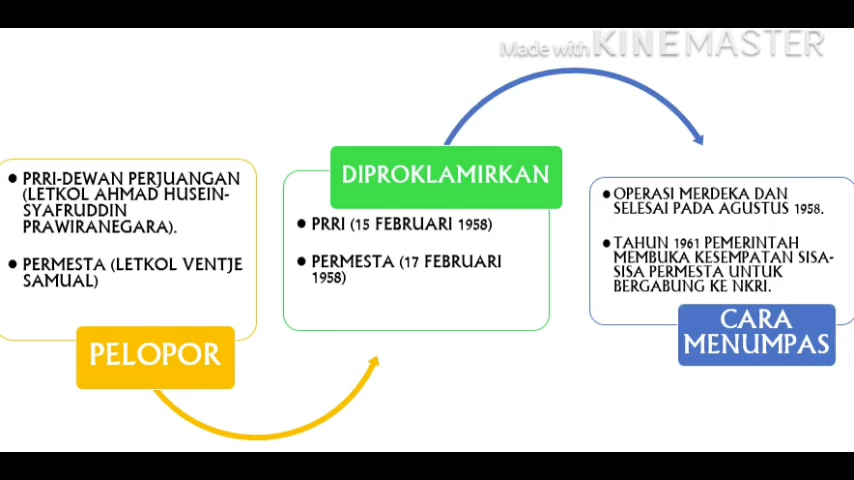 Made with KINEMASTER
• PRRI-DEWAN PERJUANGAN
(LETKOL AHMAD HUSEIN-
SYAFRUDDIN
PRAWIRANEGARA).
• PERMESTA (LETKOL VENTJE
SAMUAL)
PELOPOR
DIPROKLAMIRKAN
• PRRI (15 FEBRUARI 1958)
• PERMESTA (17 FEBRUARI
1958)
• OPERASI MERDEKA DAN
SELESAI PADA AGUSTUS 1958.
• TAHUN 1961 PEMERINTAH
MEMBUKA KESEMPATAN SISA-
SISA PERMESTA UNTUK
BERGABUNG KE NKRI.
CARA
MENUMPAS